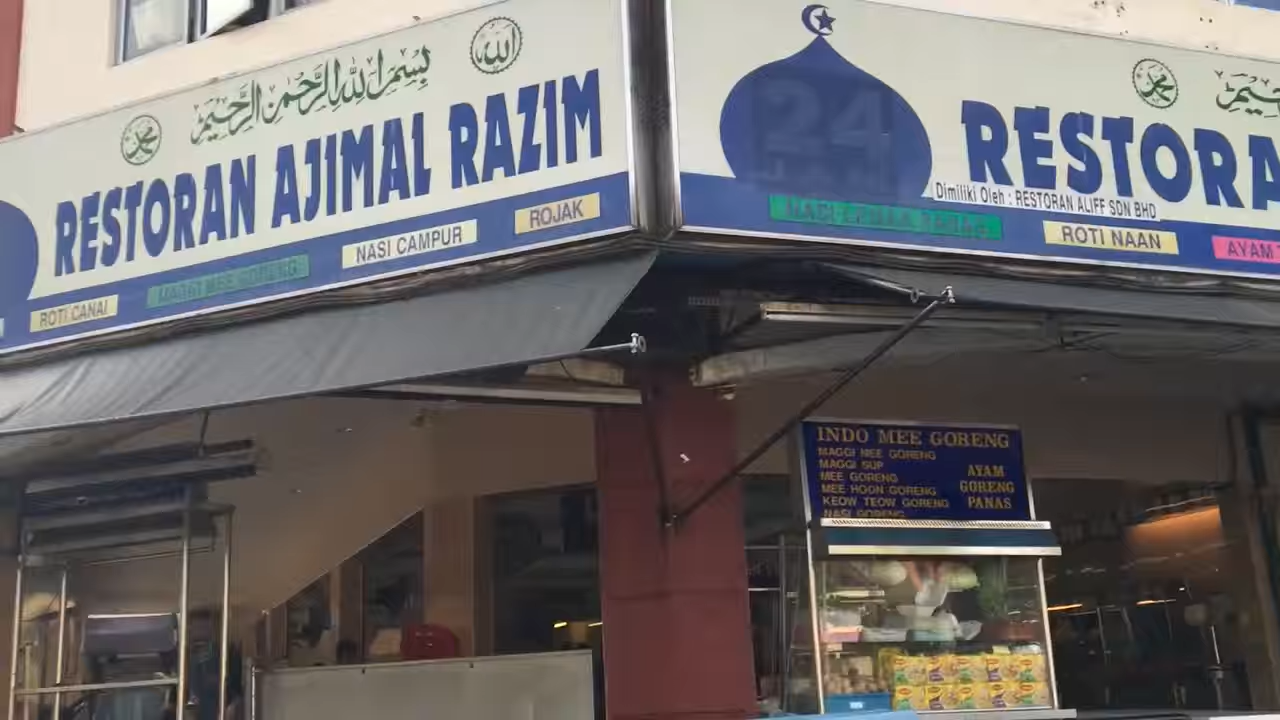 محمد
بسم الله الرحمن الرحيم
الله
RESTORAN AJIMAL RAZIM
ROTI CANAI
MAGGI MEE GORENG
NASI CAMPUR
ROJAK
24
محمد
RESTORA
Dimiliki Oleh : RESTORAN ALIFF SDN BHD
ROTI NAAN
AYAM
INDO MEE GORENG
MAGGI MEE GORENG
MAGGI SUP
MEE GORENG
MEE HOON GORENG
KEOW TEOW GORENG
NASI GORENG
AYAM
GORENG
PANAS